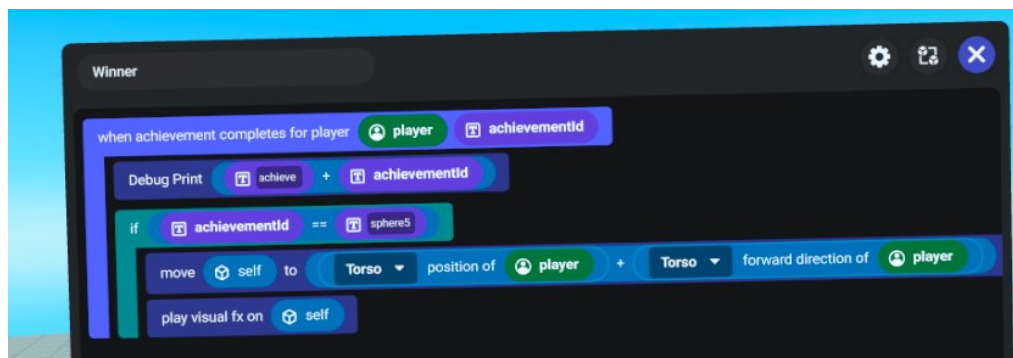 Winner
when achievement completes for player player achievementId
Debug Print achieve + achievementId
if achievementId == sphere5
move self to Torso position of player + Torso forward direction of player
play visual fx on self